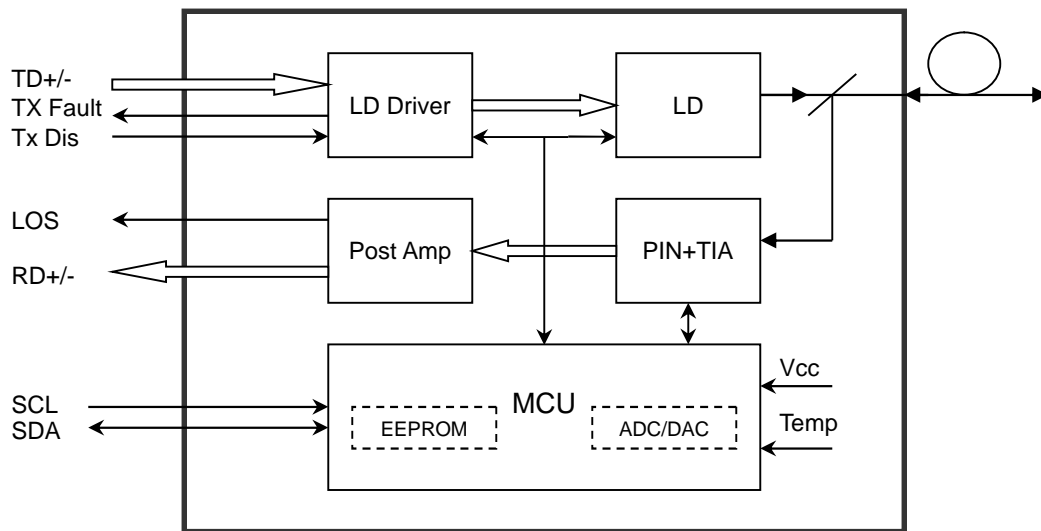 TD+/-
TX Fault
Tx Dis
LD Driver
LD
LOS
RD+/-
Post Amp
PIN+TIA
SCL
SDA
MCU
EEPROM
ADC/DAC
Vcc
Temp